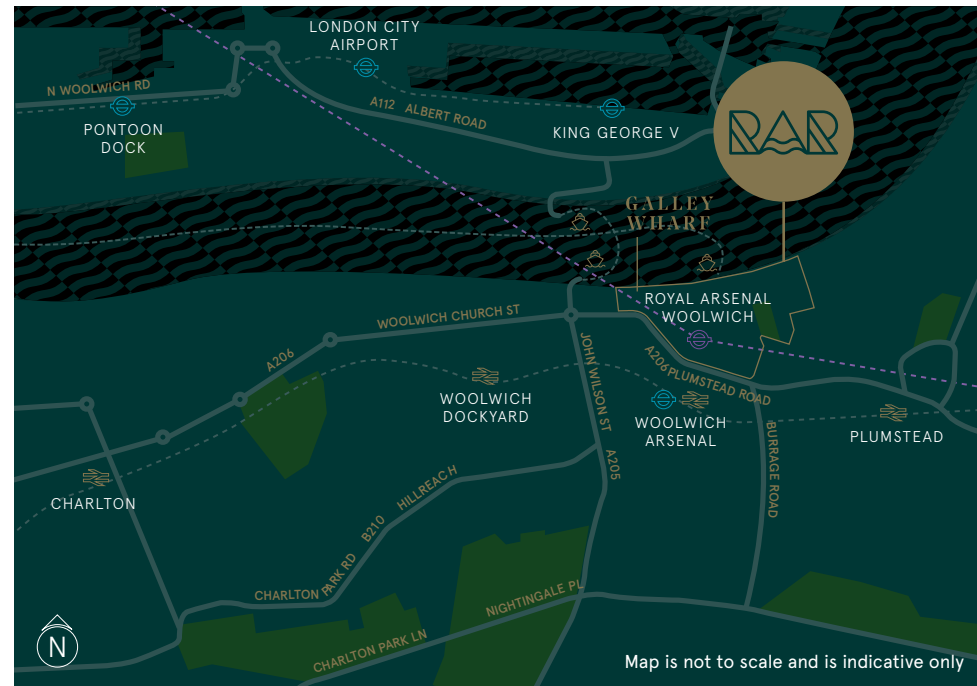 LONDON CITY
AIRPORT
N WOOLWICH RD
PONTOON
DOCK
A112 ALBERT ROAD
KING GEORGE V
RAR
GALLEY
WHARF
ROYAL ARSENAL
WOOLWICH
WOOLWICH CHURCH ST
A206
JOHN WILSON ST
A205
A206 PLUMSTEAD ROAD
WOOLWICH
DOCKYARD
WOOLWICH
ARSENAL
PLUMSTEAD
BURRAGE ROAD
CHARLTON
HILLREACH
B210
CHARLTON PARK RD
NIGHTINGALE PL
CHARLTON PARK LN
N
Map is not to scale and is indicative only